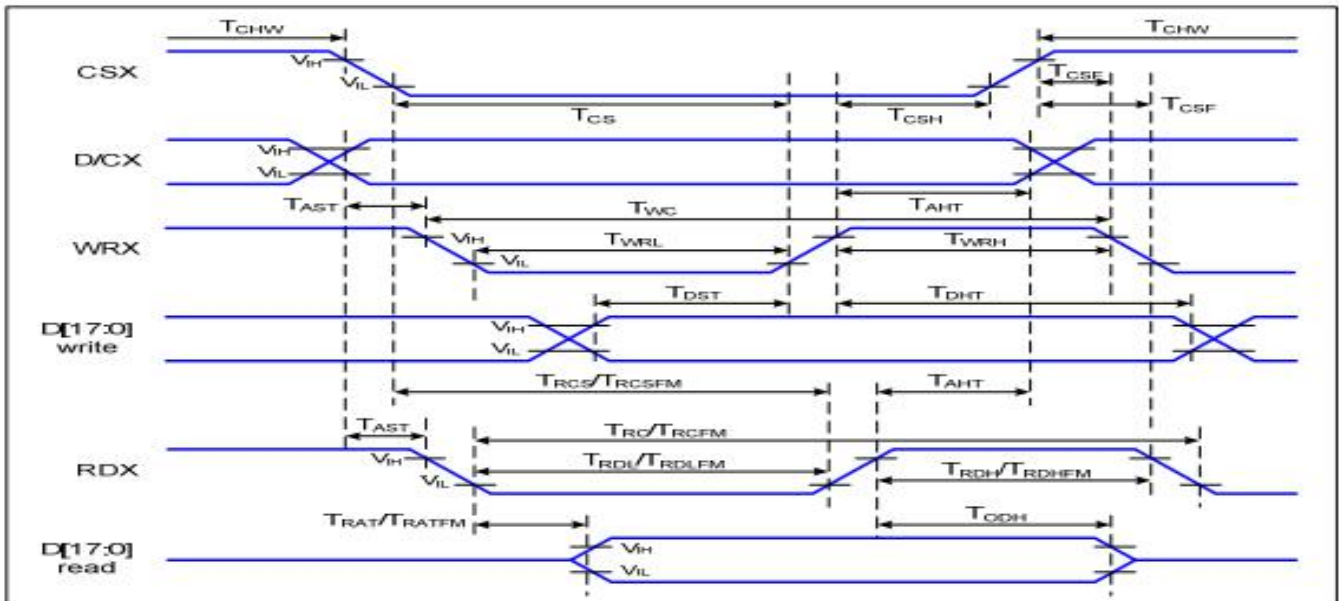 TCHW TCHW
CSX VIH TCSF
VIL TCS TCSH TCSF
D/CX VIH
VIL
TAST TWC TAHT
WRX VIH TWRL TWRH
VIL
TDST TDHT
D[17:0] VIH
write VIL
TRCS/TRCSFM TAHT
TAST TRC/TRCFM
RDX VIH TRDL/TRDLFM TRDH/TRDHFM
VIL
TRAT/TRATFM TODH
D[17:0] VIH
read VIL